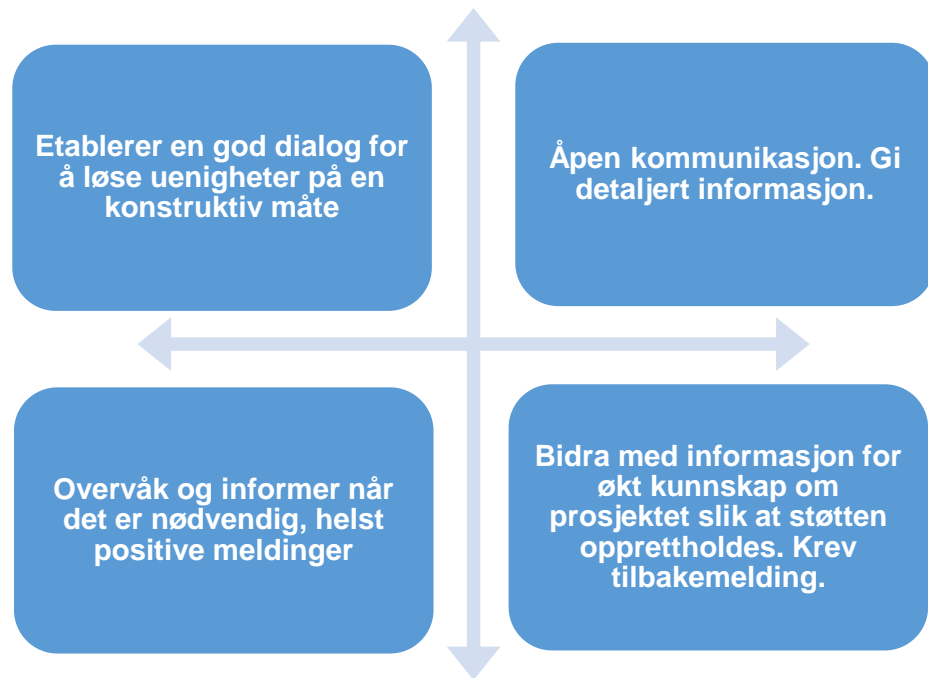 Etablerer en god dialog for
å løse uenigheter på en
konstruktiv måte
Åpen kommunikasjon. Gi
detaljert informasjon.
Overvåk og informer når
det er nødvendig, helst
positive meldinger
Bidra med informasjon for
økt kunnskap om
prosjektet slik at støtten
opprettholdes. Krev
tilbakemelding.